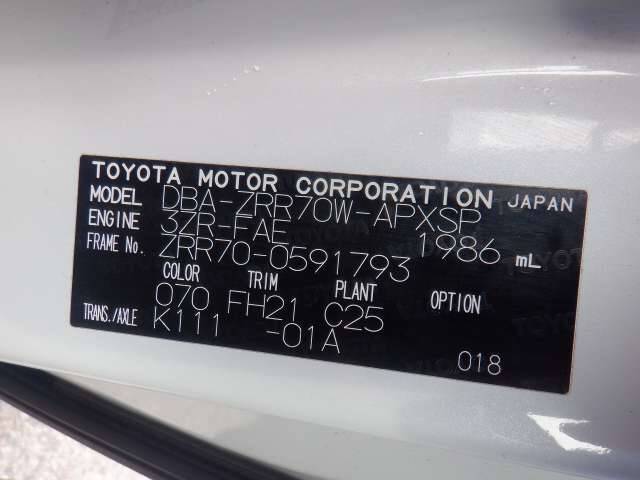 TOYOTA MOTOR CORPORATION JAPAN
MODEL DBA-ZRR70W-APXSP
ENGINE 3ZR-FAE 1986 mL
FRAME No. ZRR70-0591793
COLOR TRIM PLANT OPTION
070 FH21 C25
TRANS./AXLE K111 -01A
018